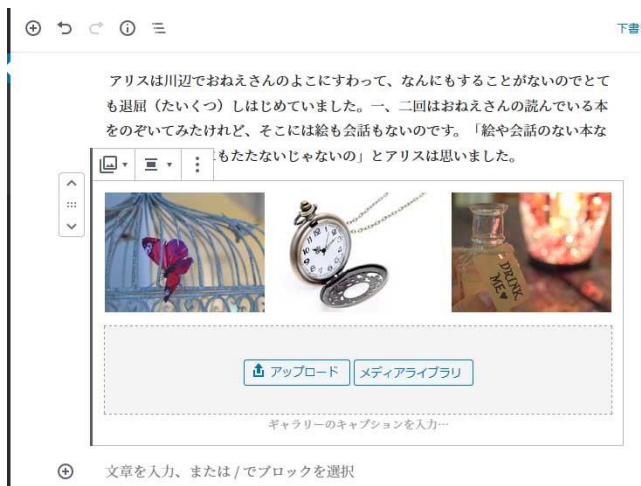 下書
アリスは川辺でおねえさんのよこにすわって、なんにもすることがないのでとて
も退屈（たいくつ）しはじめていました。一、二回はおねえさんの読んでいる本
をのぞいてみたけれど、そこには絵も会話もないのです。「絵や会話のない本な
もたたないじゃないの」とアリスは思いました。
DRINK
ME♥
アップロード メディアライブラリ
ギャラリーのキャプションを入力…
文章を入力、または / でブロックを選択